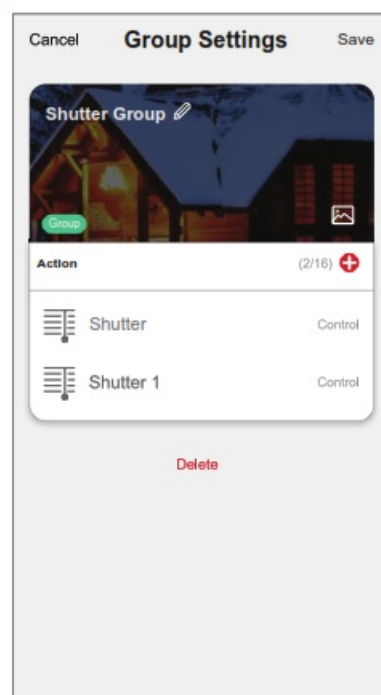 Cancel Group Settings Save
Shutter Group
Group
Action (2/16)
Shutter Control
Shutter 1 Control
Delete